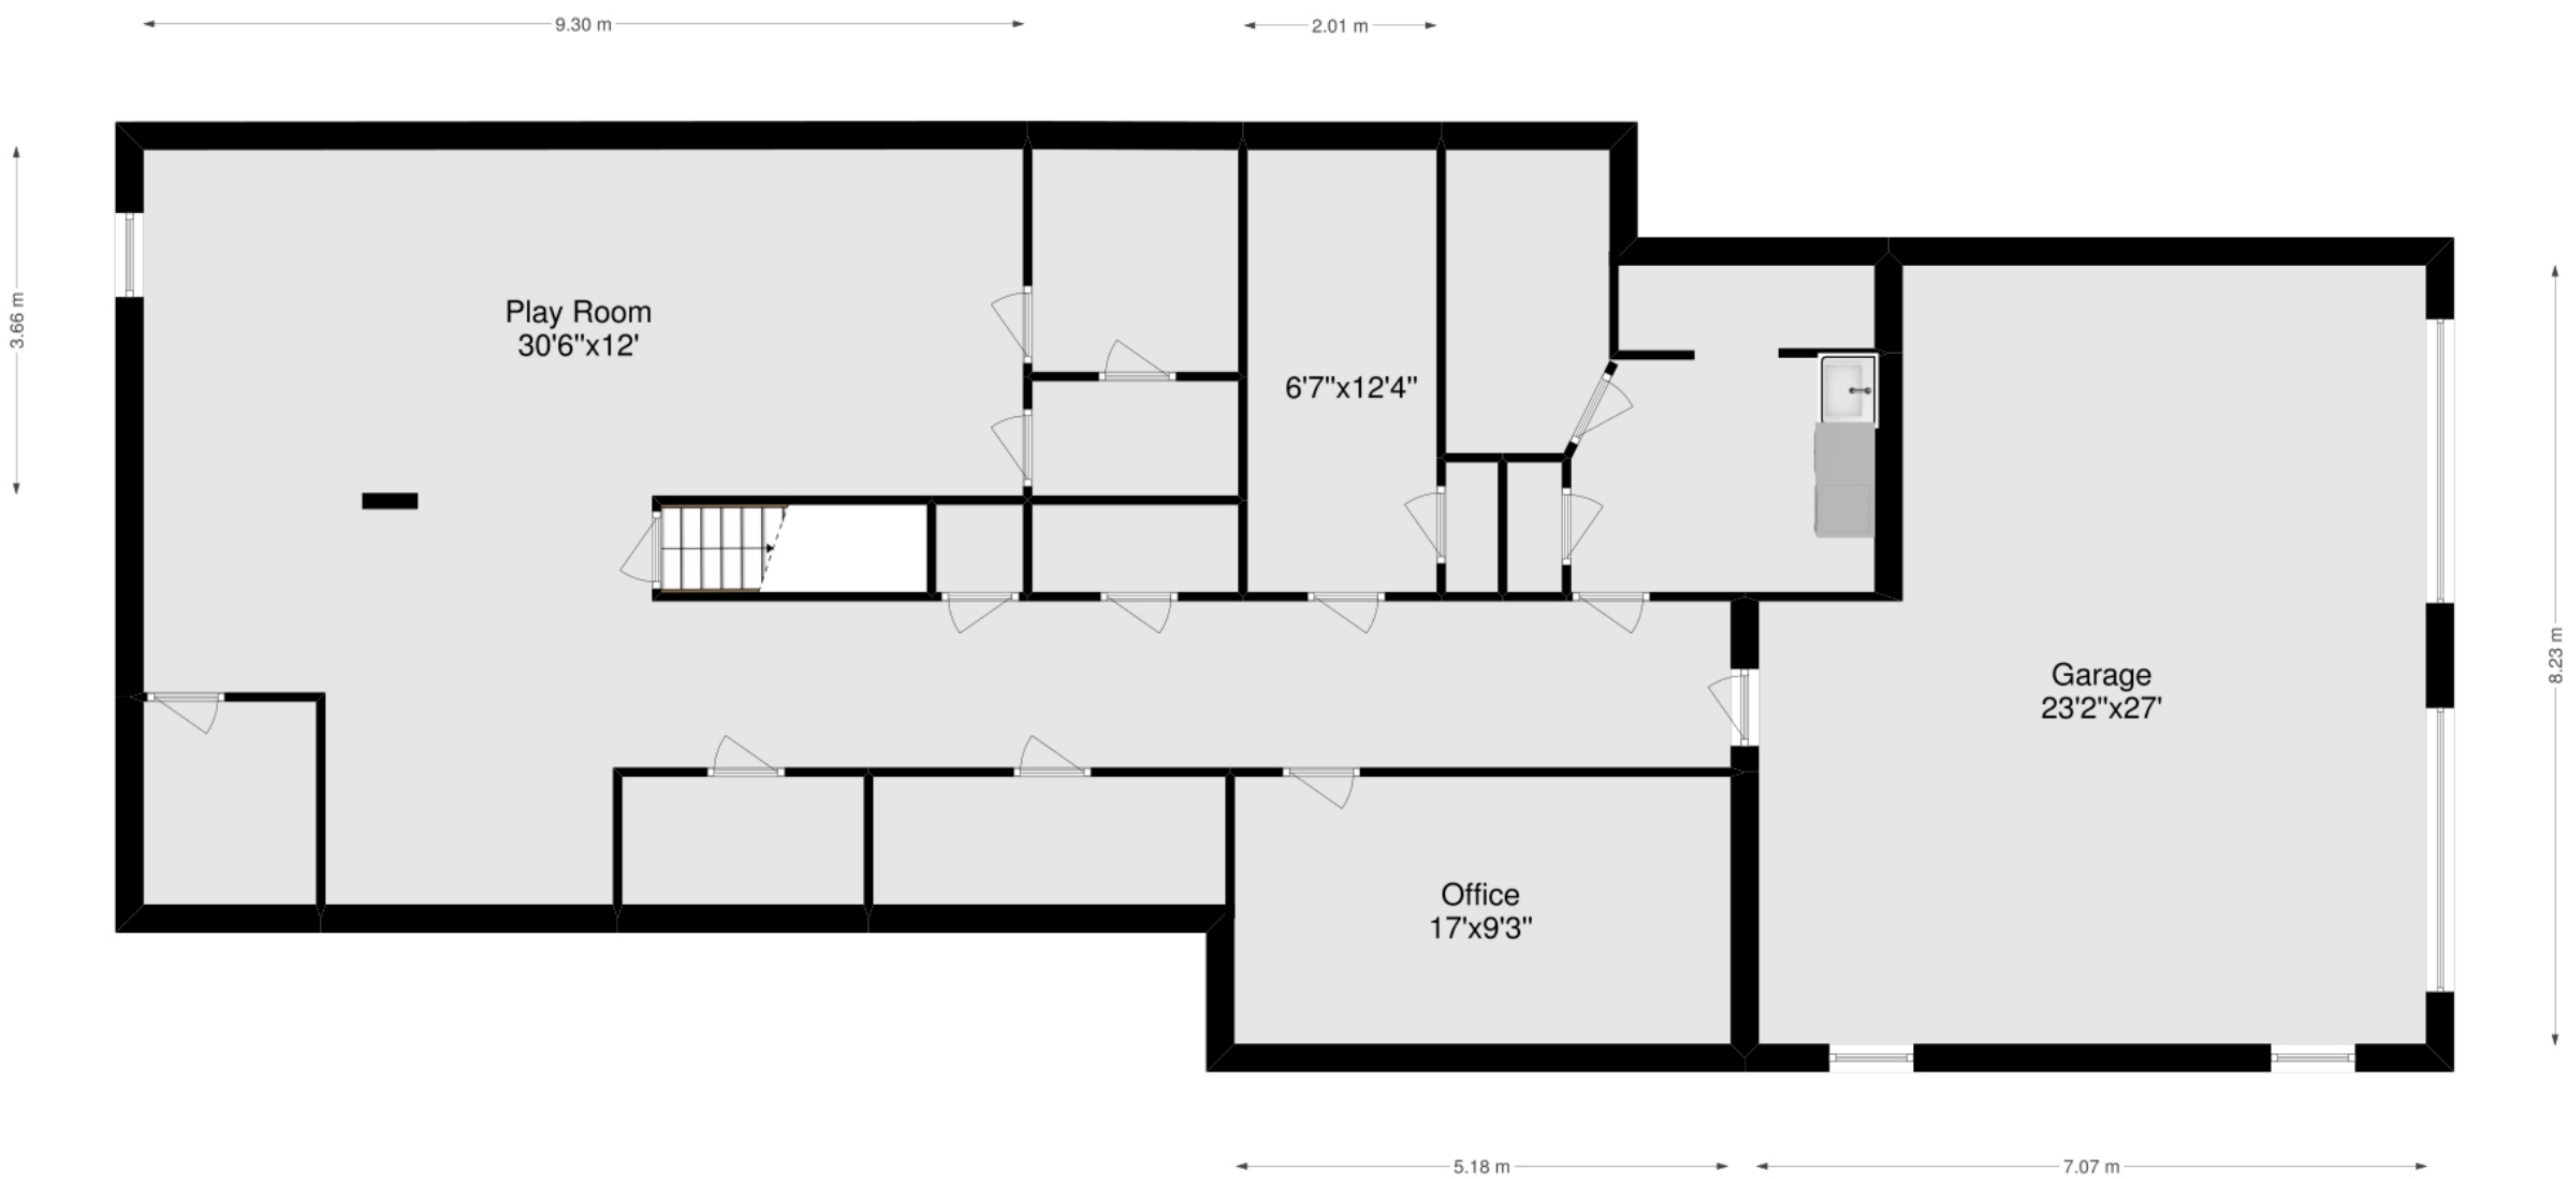 9.30 m
2.01 m
3.66 m
Play Room
30'6"x12'
6'7"x12'4"
Garage
23'2"x27'
8.23 m
Office
17'x9'3"
5.18 m
7.07 m